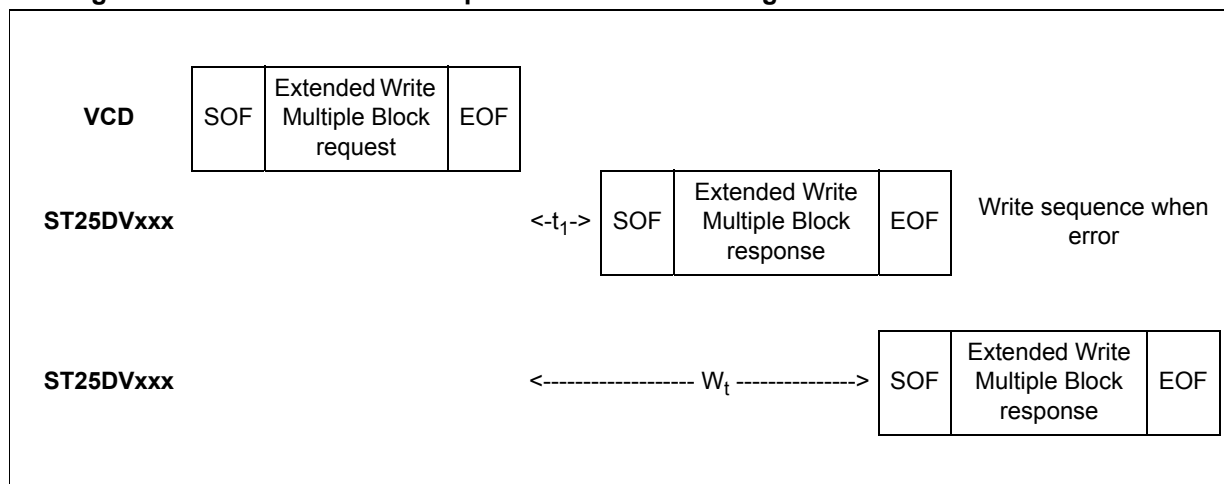 VCD
SOF
Extended Write
Multiple Block
request
EOF
ST25DVxxx
<-t₁->
SOF
Extended Write
Multiple Block
response
EOF
Write sequence when
error
ST25DVxxx
<------------------- Wₜ --------------->
SOF
Extended Write
Multiple Block
response
EOF